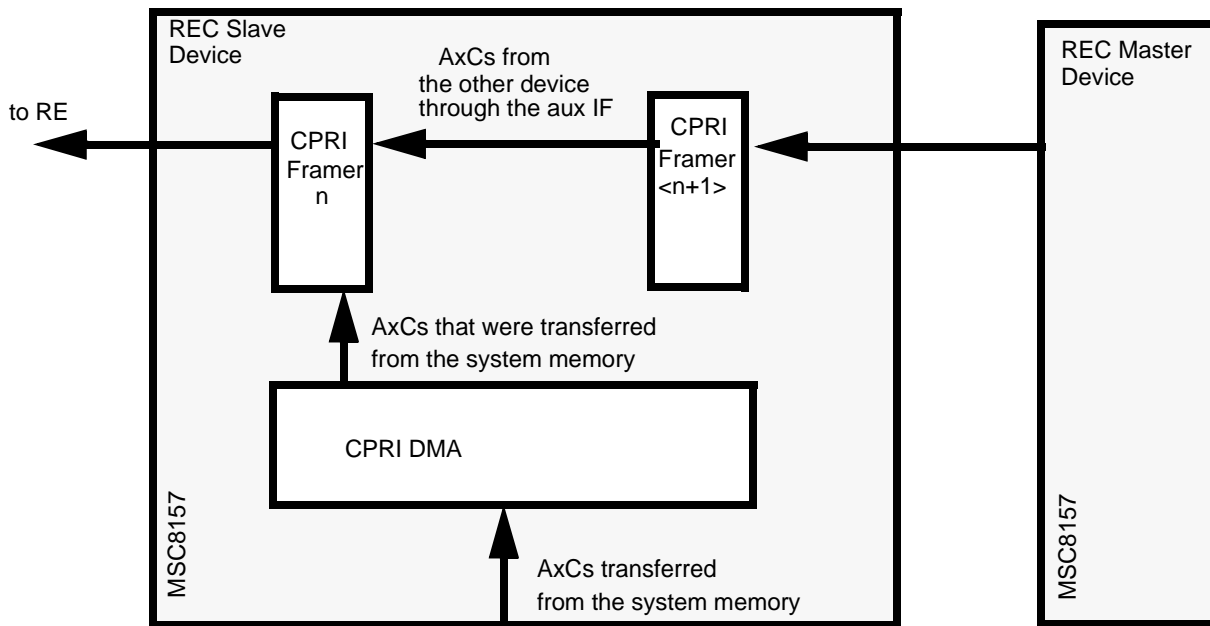 REC Slave
Device
AxCs from
the other device
through the aux IF
REC Master
Device
to RE
CPRI
Framer
n
CPRI
Framer
<n+1>
AxCs that were transferred
from the system memory
CPRI DMA
MSC8157
AxCs transferred
from the system memory
MSC8157